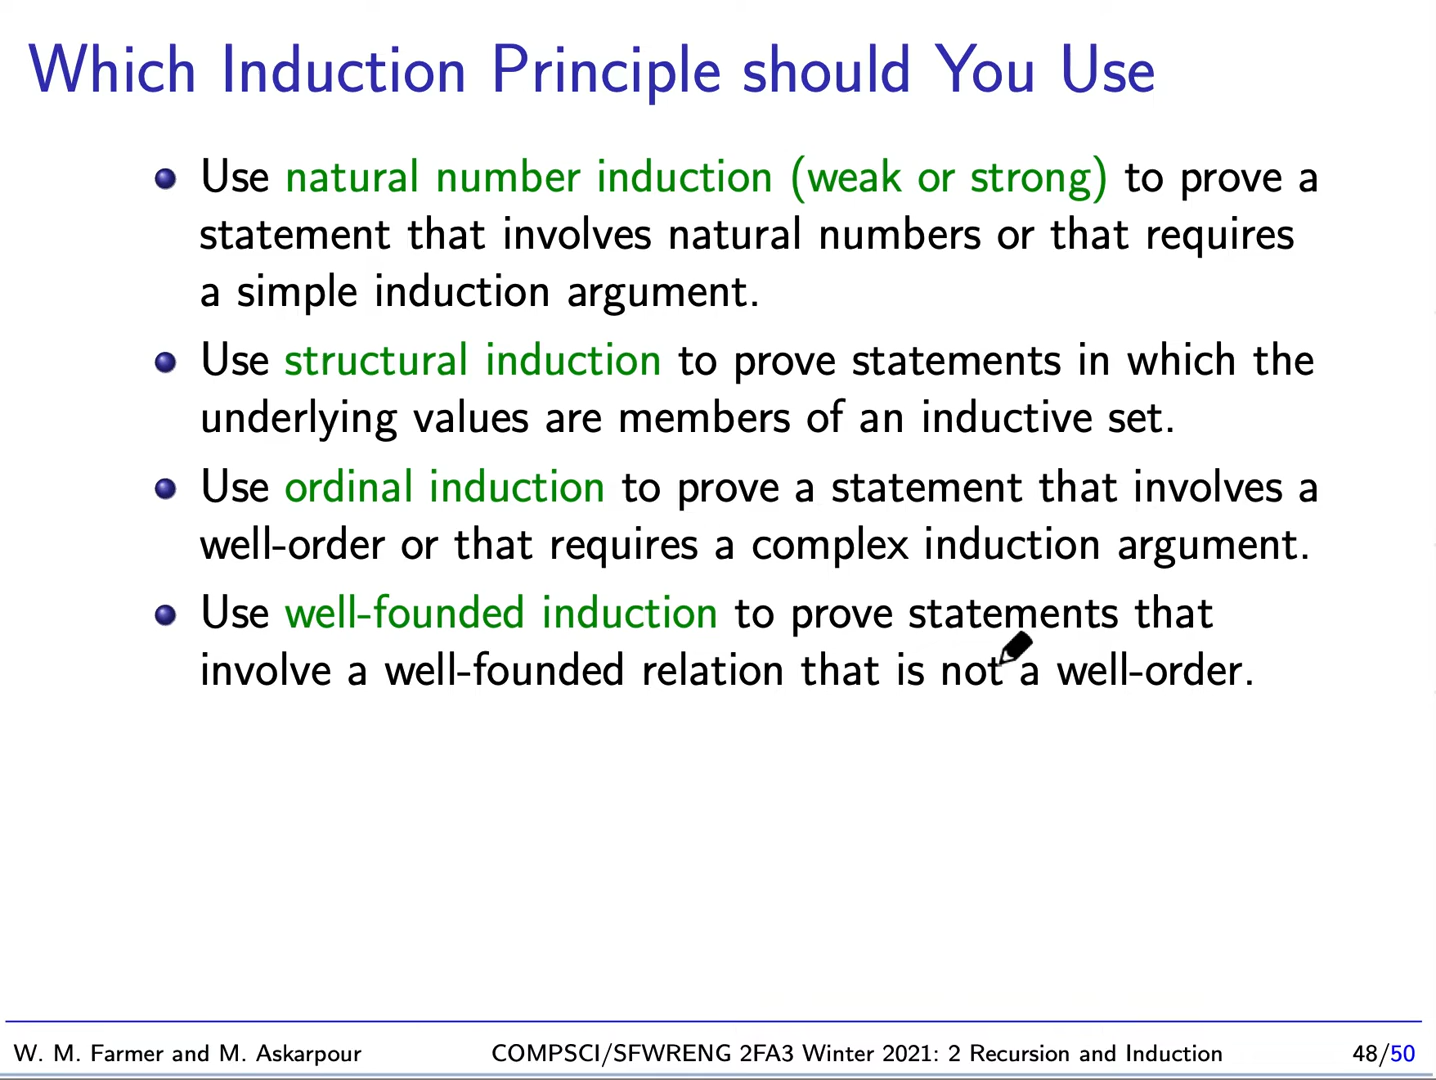 Which Induction Principle should You Use
Use natural number induction (weak or strong) to prove a
statement that involves natural numbers or that requires
a simple induction argument.
Use structural induction to prove statements in which the
underlying values are members of an inductive set.
Use ordinal induction to prove a statement that involves a
well-order or that requires a complex induction argument.
Use well-founded induction to prove statements that
involve a well-founded relation that is not a well-order.
W. M. Farmer and M. Askarpour COMPSCI/SFWRENG 2FA3 Winter 2021: 2 Recursion and Induction 48/50